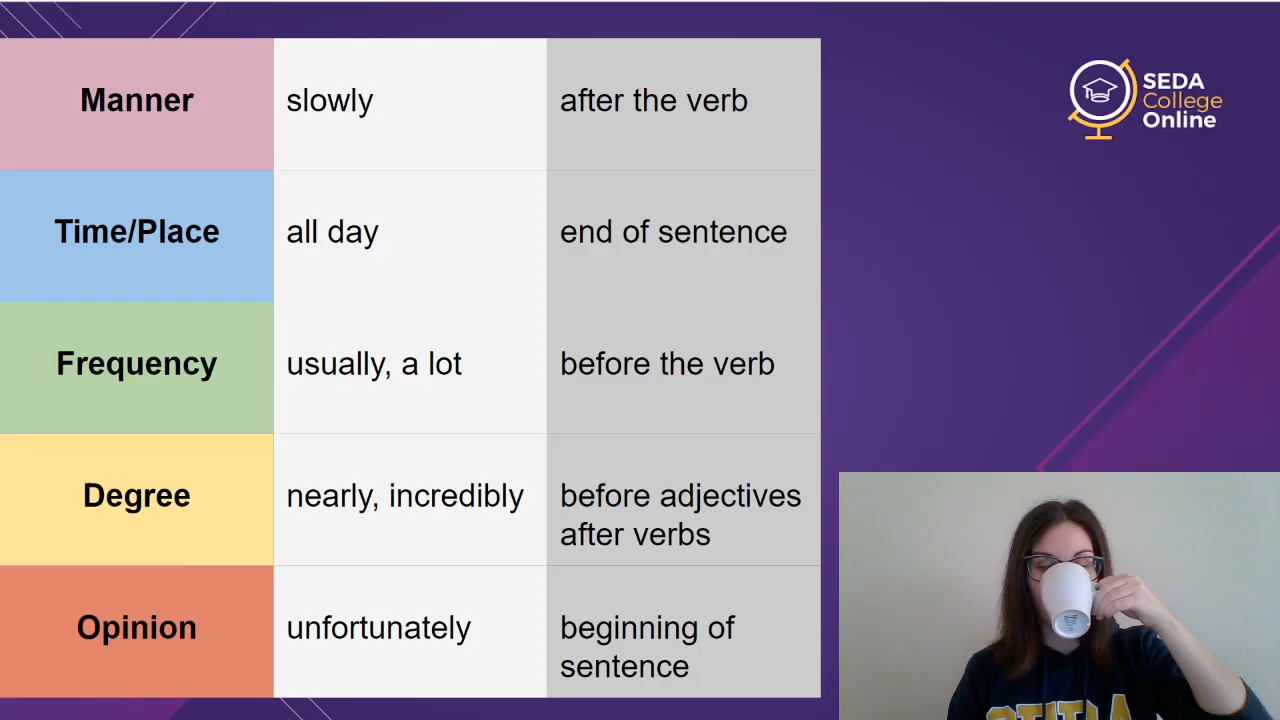 Manner
slowly
after the verb
Time/Place
all day
end of sentence
Frequency
usually, a lot
before the verb
Degree
nearly, incredibly
before adjectives
after verbs
Opinion
unfortunately
beginning of
sentence
SEDA
College
Online